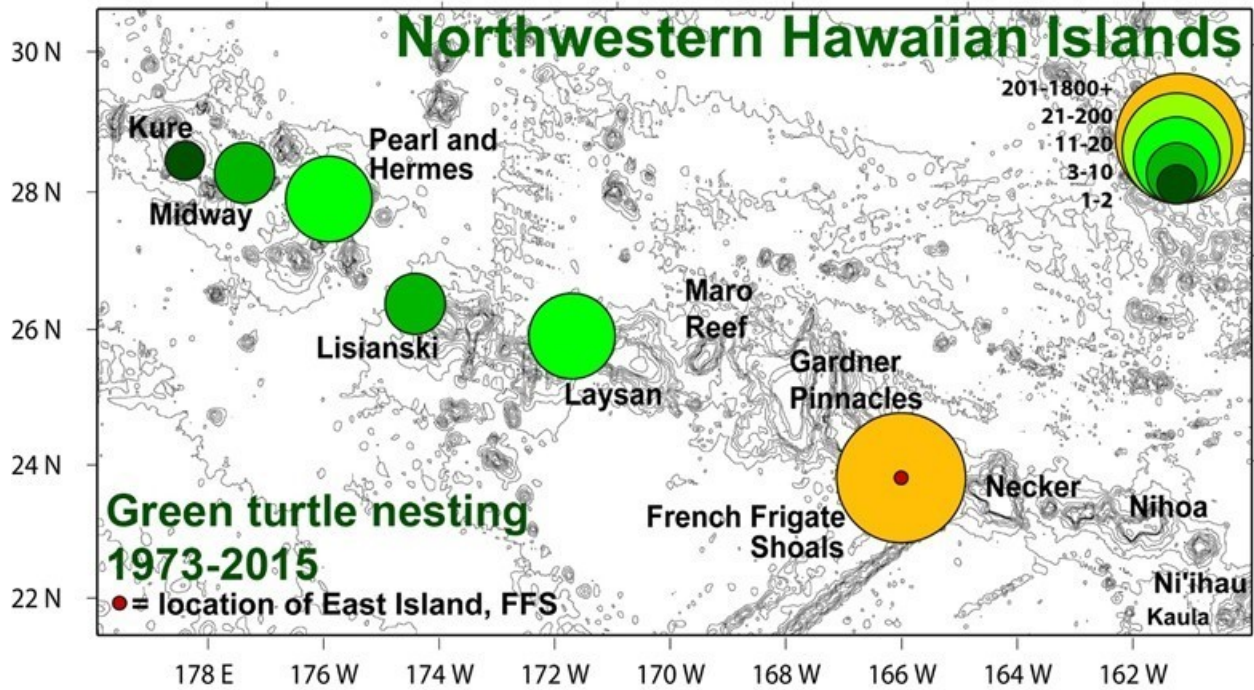 Northwestern Hawaiian Islands
30 N
201-1800+
21-200
11-20
3-10
1-2
Kure
Pearl and
Hermes
28 N
Midway
Maro
Reef
26 N
Lisianski
Gardner
Pinnacles
Laysan
24 N
Necker
Nihoa
French Frigate
Shoals
Green turtle nesting
1973-2015
Ni'ihau
Kaula
22 N
= location of East Island, FFS
178 E
176 W
174 W
172 W
170 W
168 W
166 W
164 W
162 W